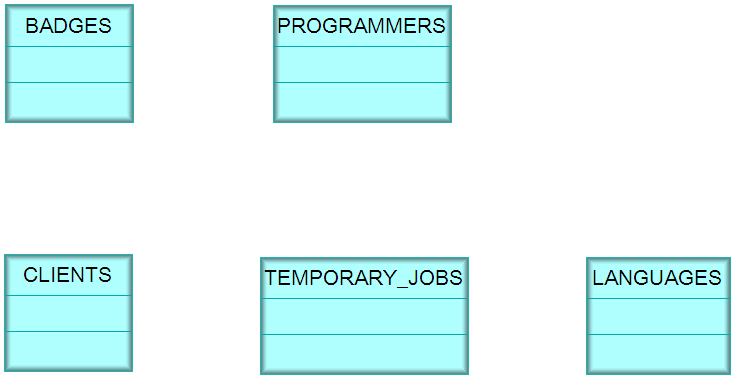 BADGES
PROGRAMMERS
CLIENTS
TEMPORARY_JOBS
LANGUAGES